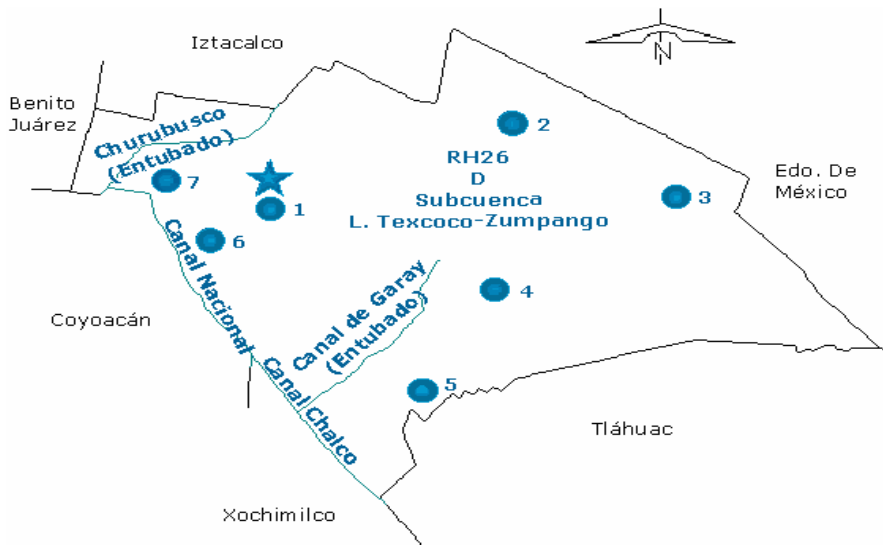 Iztacalco
N
Benito
Juárez
Churubusco
(Entubado)
2
RH26
D
Subcuenca
L. Texcoco-Zumpango
Edo. De
México
7
3
1
6
Canal Nacional
Canal de Garay
(Entubado)
4
Coyoacán
Canal Chalco
5
Tláhuac
Xochimilco